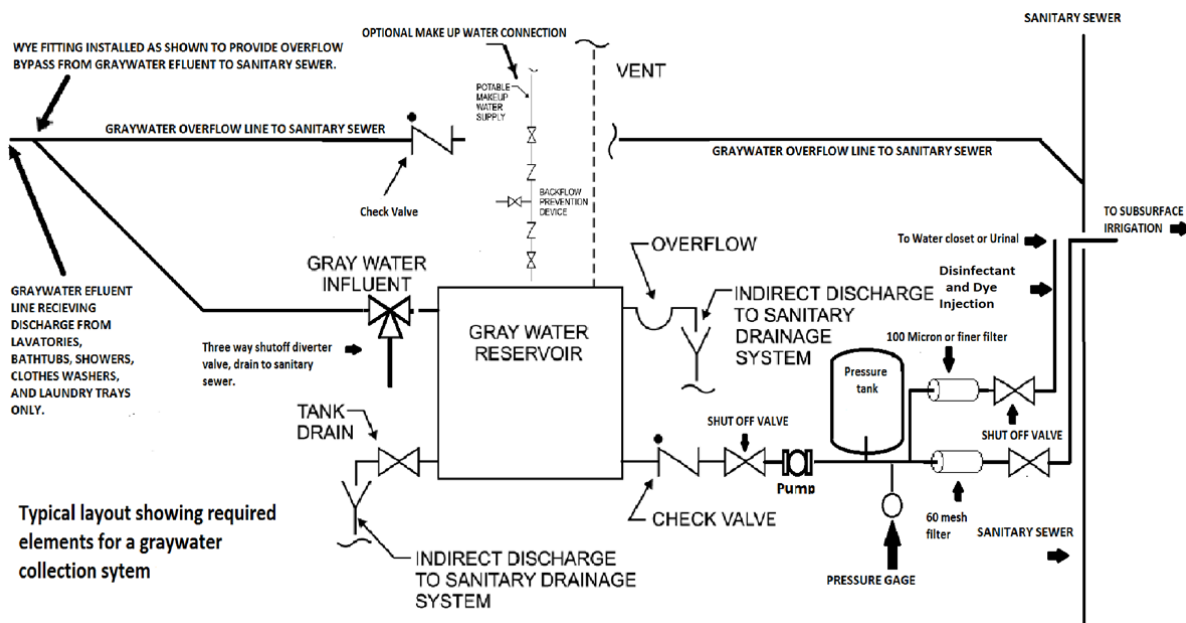 SANITARY SEWER
WYE FITTING INSTALLED AS SHOWN TO PROVIDE OVERFLOW
BYPASS FROM GRAYWATER EFLUENT TO SANITARY SEWER.
OPTIONAL MAKE UP WATER CONNECTION
VENT
POTABLE
MAKEUP
WATER
SUPPLY
GRAYWATER OVERFLOW LINE TO SANITARY SEWER
GRAYWATER OVERFLOW LINE TO SANITARY SEWER
Check Valve
BACKFLOW
PREVENTION
DEVICE
TO SUBSURFACE
IRRIGATION
To Water closet or Urinal
OVERFLOW
GRAY WATER
INFLUENT
Disinfectant
and Dye
Injection
GRAYWATER EFLUENT
LINE RECIEVING
DISCHARGE FROM
LAVATORIES,
BATHTUBS, SHOWERS,
CLOTHES WASHERS,
AND LAUNDRY TRAYS
ONLY.
GRAY WATER
RESERVOIR
INDIRECT DISCHARGE
TO SANITARY
DRAINAGE
SYSTEM
100 Micron or finer filter
Three way shutoff diverter
valve, drain to sanitary
sewer.
Pressure
tank
TANK
DRAIN
SHUT OFF VALVE
SHUT OFF VALVE
Pump
CHECK VALVE
60 mesh
filter
SANITARY SEWER
Typical layout showing required
elements for a graywater
collection sytem
INDIRECT DISCHARGE
TO SANITARY DRAINAGE
SYSTEM
PRESSURE GAGE